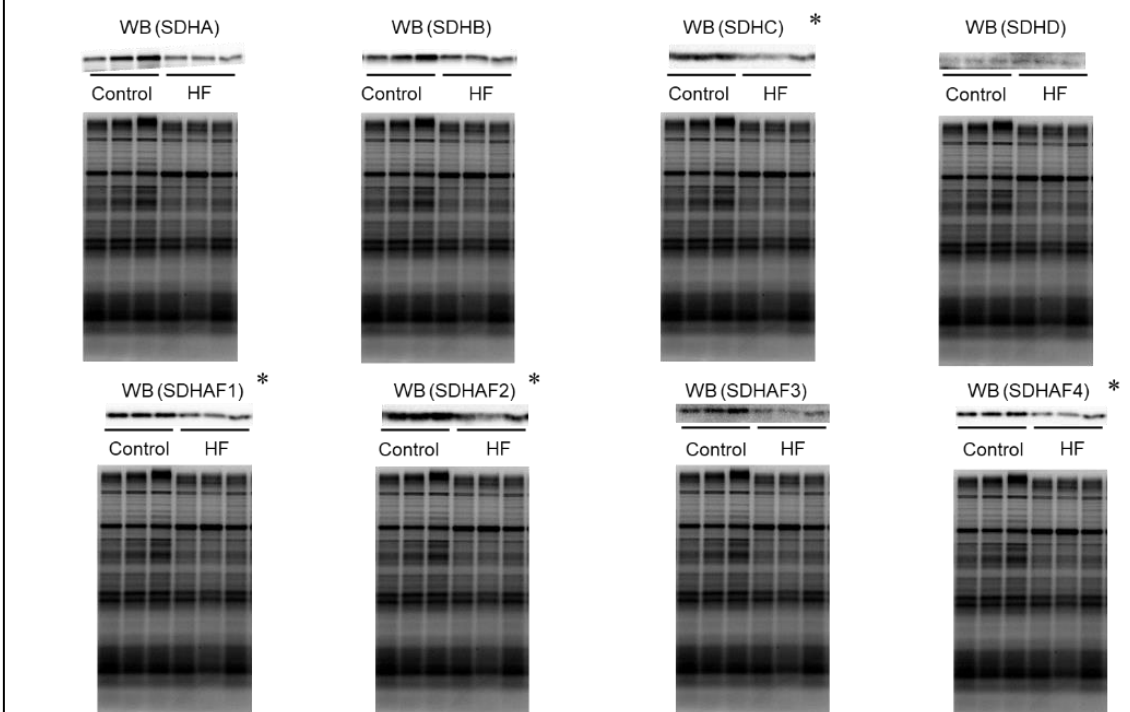 WB (SDHA) WB (SDHB) WB (SDHC) * WB (SDHD)
Control HF Control HF Control HF Control HF
WB (SDHAF1) * WB (SDHAF2) * WB (SDHAF3) WB (SDHAF4) *
Control HF Control HF Control HF Control HF